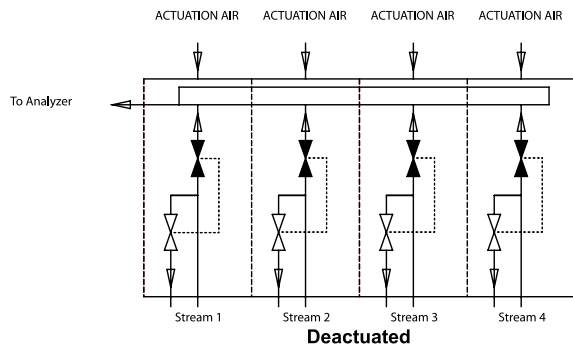 ACTUATION AIR ACTUATION AIR ACTUATION AIR ACTUATION AIR
To Analyzer
Stream 1 Stream 2 Stream 3 Stream 4
Deactuated